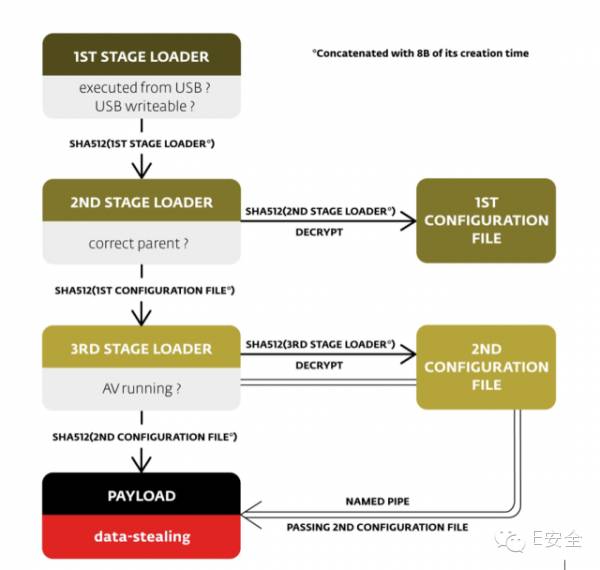 1ST STAGE LOADER
°Concatenated with 8B of its creation time
executed from USB ?
USB writeable ?
SHA512(1ST STAGE LOADER°)
2ND STAGE LOADER
SHA512(2ND STAGE LOADER°)
DECRYPT
1ST
CONFIGURATION
FILE
correct parent ?
SHA512(1ST CONFIGURATION FILE°)
3RD STAGE LOADER
SHA512(3RD STAGE LOADER°)
DECRYPT
2ND
CONFIGURATION
FILE
AV running ?
SHA512(2ND CONFIGURATION FILE°)
PAYLOAD
NAMED PIPE
PASSING 2ND CONFIGURATION FILE
data-stealing
E安全